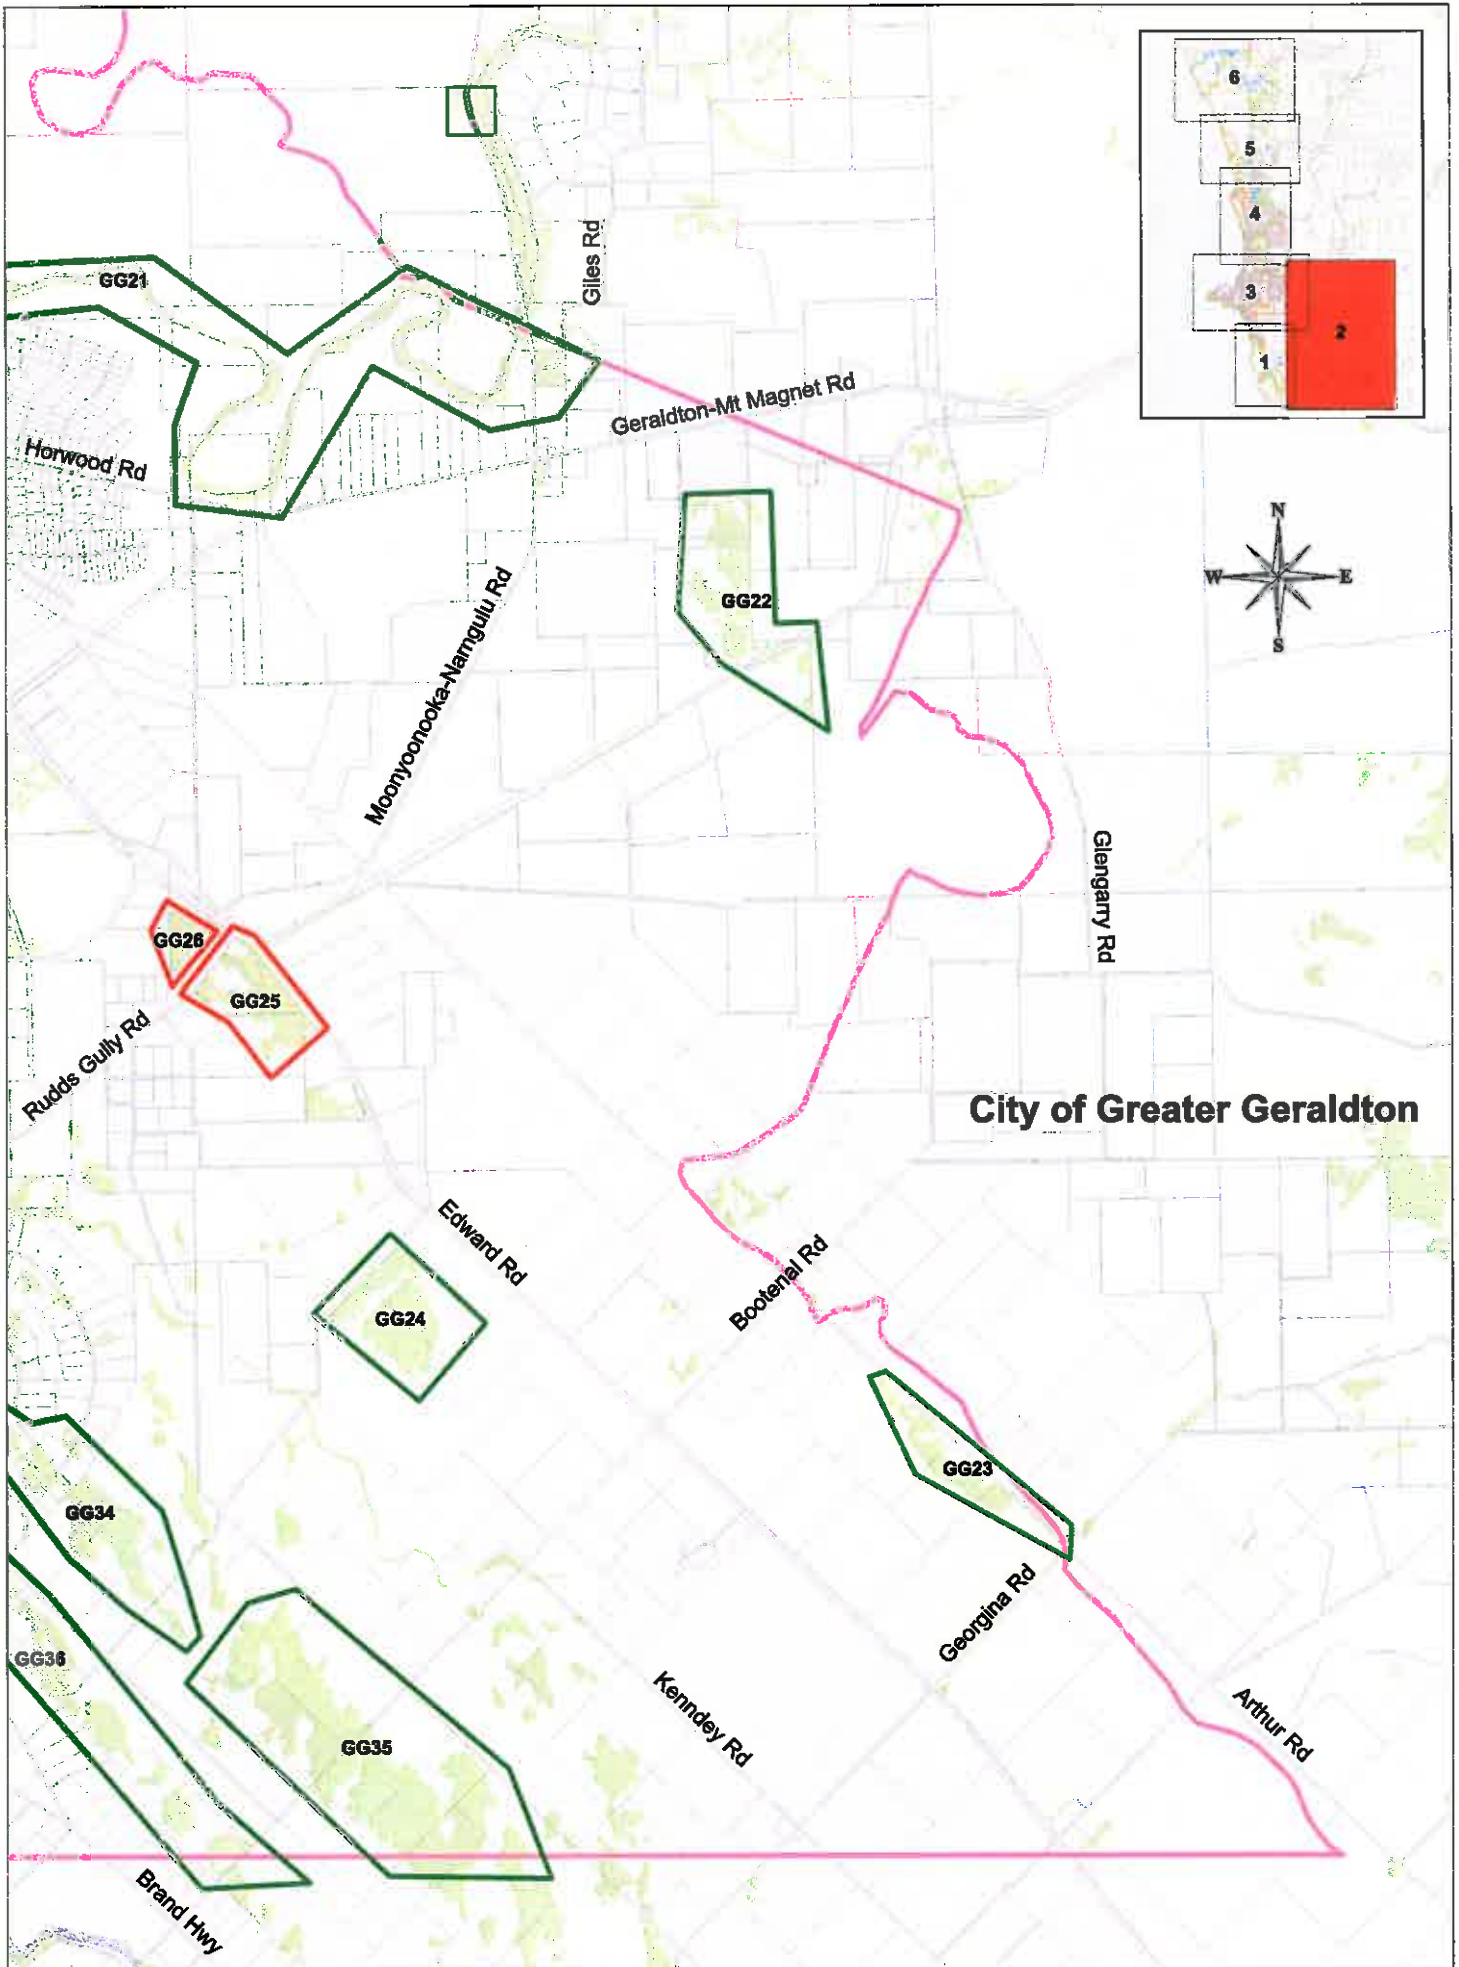 6
5
4
3
2
1
Giles Rd
GG21
Geraldton-Mt Magnet Rd
Horwood Rd
N
W
E
S
GG22
Moonyoonooka-Narngulu Rd
Glengarry Rd
GG26
GG25
Rudds Gully Rd
City of Greater Geraldton
Edward Rd
Bootenal Rd
GG24
GG23
GG34
Georgina Rd
GG36
Kenndey Rd
Arthur Rd
GG35
Brand Hwy